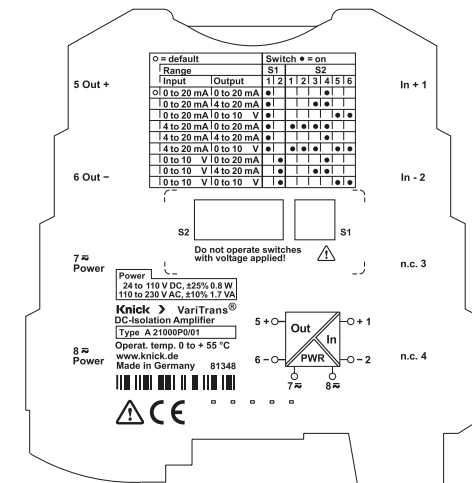 O = default Switch ● = on
Range S1 S2
Input Output 1 2 1 2 3 4 5 6
O 0 to 20 mA 0 to 20 mA ● ●
0 to 20 mA 4 to 20 mA ● ● ●
0 to 20 mA 0 to 10 V ● ● ●
4 to 20 mA 0 to 20 mA ● ● ● ● ●
4 to 20 mA 4 to 20 mA ● ●
4 to 20 mA 0 to 10 V ● ● ● ● ● ●
0 to 10 V 0 to 20 mA ● ●
0 to 10 V 4 to 20 mA ● ● ●
0 to 10 V 0 to 10 V ● ● ●
5 Out +
In + 1
6 Out –
In - 2
S2
S1
Do not operate switches
with voltage applied!
7
Power
n.c. 3
Power
24 to 110 V DC, ±25% 0.8 W
110 to 230 V AC, ±10% 1.7 VA
Knick > VariTrans®
DC-Isolation Amplifier
Type A 21000P0/01
Operat. temp. 0 to + 55 °C
www.knick.de
Made in Germany 81348
8
Power
n.c. 4
5 + Out + 1
In
6 – PWR – 2
7 8
CE